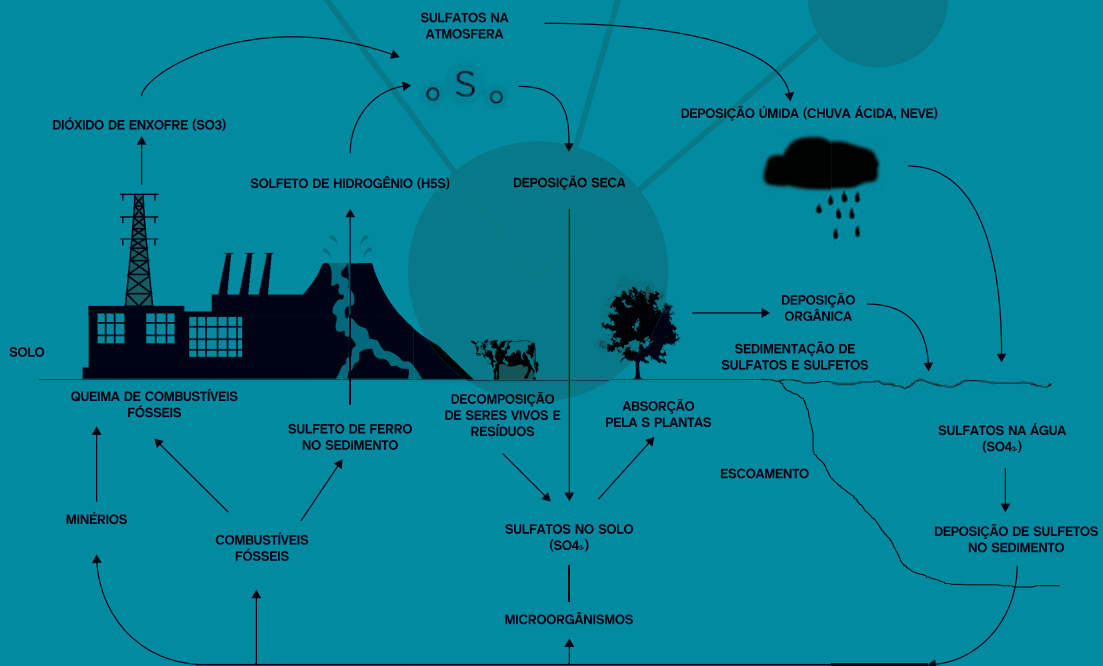 SULFATOS NA
ATMOSFERA
S
DIÓXIDO DE ENXOFRE (SO3)
DEPOSIÇÃO ÚMIDA (CHUVA ÁCIDA, NEVE)
SOLFETO DE HIDROGÊNIO (H5S)
DEPOSIÇÃO SECA
DEPOSIÇÃO
ORGÂNICA
SOLO
SEDIMENTAÇÃO DE
SULFATOS E SULFETOS
QUEIMA DE COMBUSTÍVEIS
FÓSSEIS
SULFETO DE FERRO
NO SEDIMENTO
DECOMPOSIÇÃO
DE SERES VIVOS E
RESÍDUOS
ABSORÇÃO
PELA S PLANTAS
SULFATOS NA ÁGUA
ESCOAMENTO
MINÉRIOS
COMBUSTÍVEIS
FÓSSEIS
SULFATOS NO SOLO
DEPOSIÇÃO DE SULFETOS
NO SEDIMENTO
MICROORGÂNISMOS